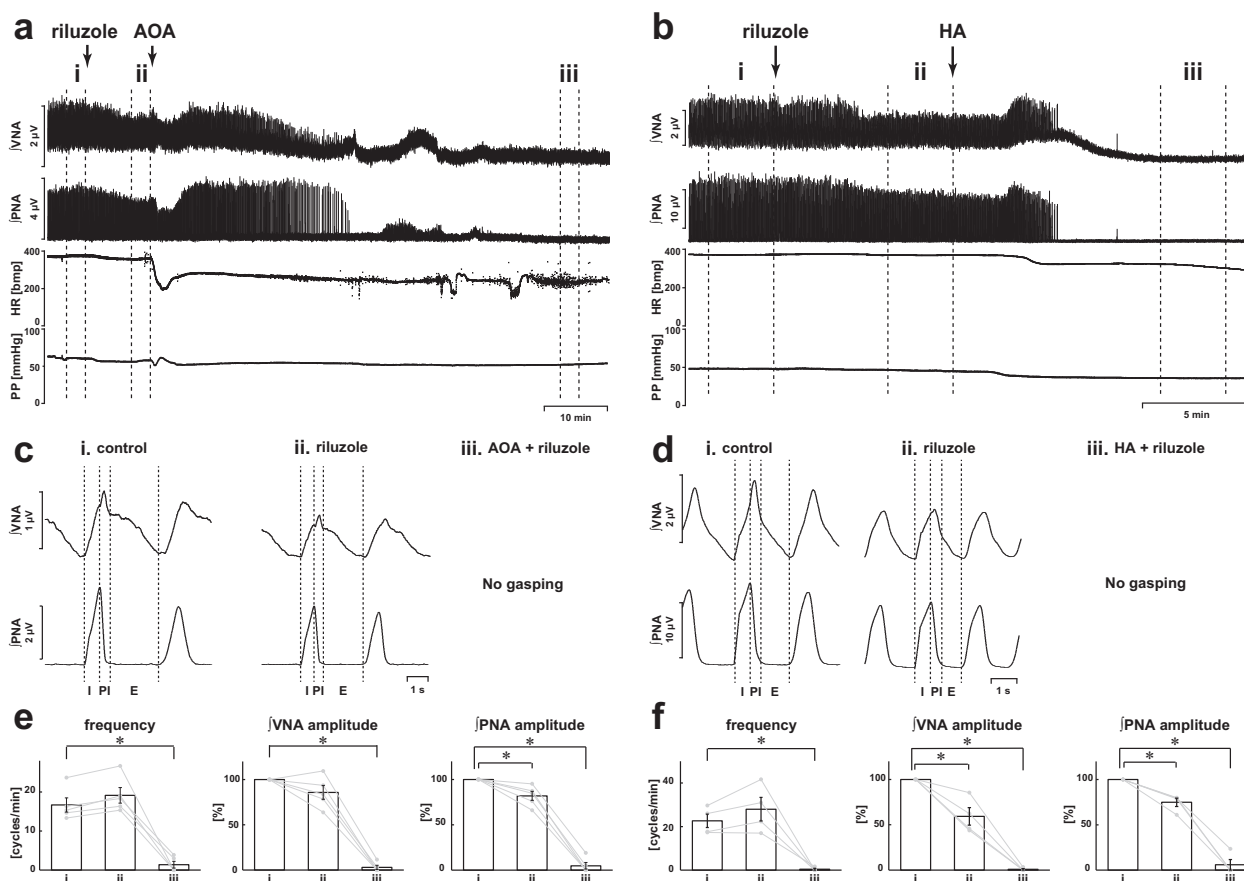 a
riluzole
AOA
i
ii
iii
∫VNA
2 μV
∫PNA
4 μV
HR [bmp]
400
200
0
PP [mmHg]
100
50
0
10 min
b
riluzole
HA
i
ii
iii
∫VNA
2 μV
∫PNA
10 μV
HR [bmp]
400
200
0
PP [mmHg]
100
50
0
5 min
c
i. control
ii. riluzole
iii. AOA + riluzole
∫VNA
1 μV
∫PNA
2 μV
No gasping
I PI E
I PI E
1 s
d
i. control
ii. riluzole
iii. HA + riluzole
∫VNA
2 μV
∫PNA
10 μV
No gasping
I PI E
I PI E
1 s
e
frequency
*
[cycles/min]
20
10
0
i ii iii
∫VNA amplitude
*
[%]
100
50
0
i ii iii
∫PNA amplitude
*
*
[%]
100
50
0
i ii iii
f
frequency
*
[cycles/min]
40
20
0
i ii iii
∫VNA amplitude
*
*
[%]
100
50
0
i ii iii
∫PNA amplitude
*
*
[%]
100
50
0
i ii iii